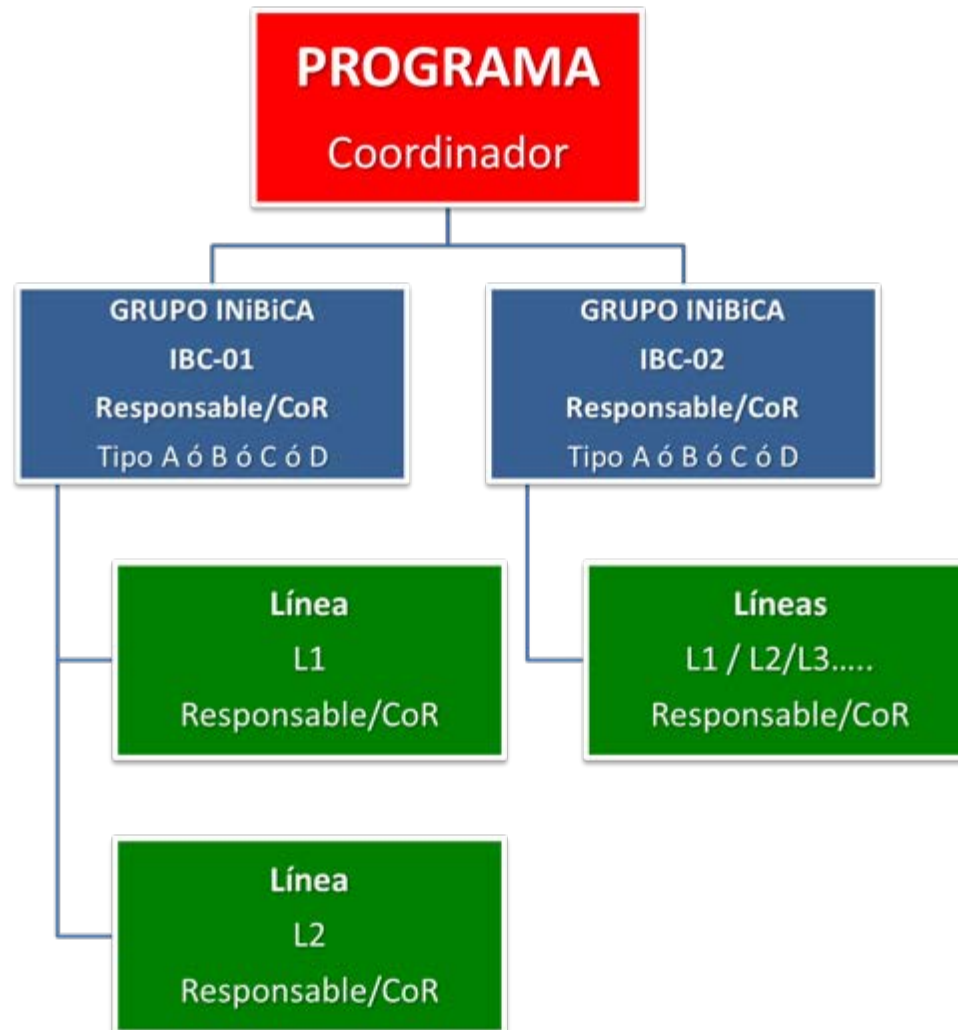 PROGRAMA
Coordinador
GRUPO INiBiCA
IBC-01
Responsable/CoR
Tipo A ó B ó C ó D
GRUPO INiBiCA
IBC-02
Responsable/CoR
Tipo A ó B ó C ó D
Línea
L1
Responsable/CoR
Líneas
L1 / L2/L3.....
Responsable/CoR
Línea
L2
Responsable/CoR